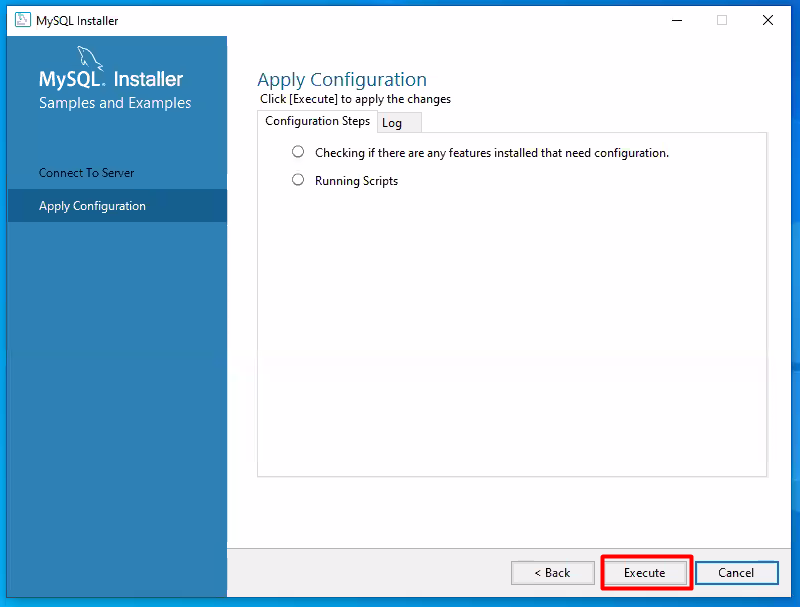 MySQL Installer
MySQL. Installer
Samples and Examples
Connect To Server
Apply Configuration
Apply Configuration
Click [Execute] to apply the changes
Configuration Steps
Log
Checking if there are any features installed that need configuration.
Running Scripts
< Back
Execute
Cancel